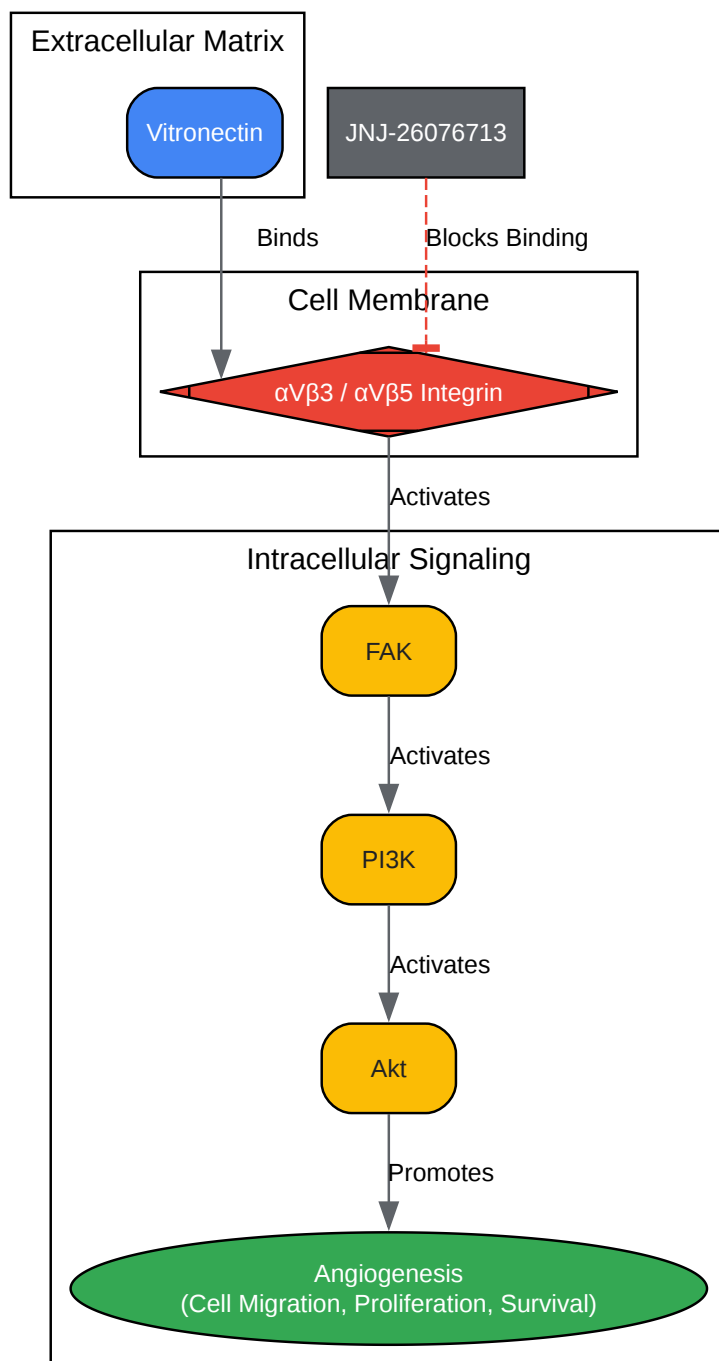 Extracellular Matrix
Vitronectin
JNJ-26076713
Binds
Blocks Binding
Cell Membrane
αVβ3 / αVβ5 Integrin
Activates
Intracellular Signaling
FAK
Activates
PI3K
Activates
Akt
Promotes
Angiogenesis
(Cell Migration, Proliferation, Survival)